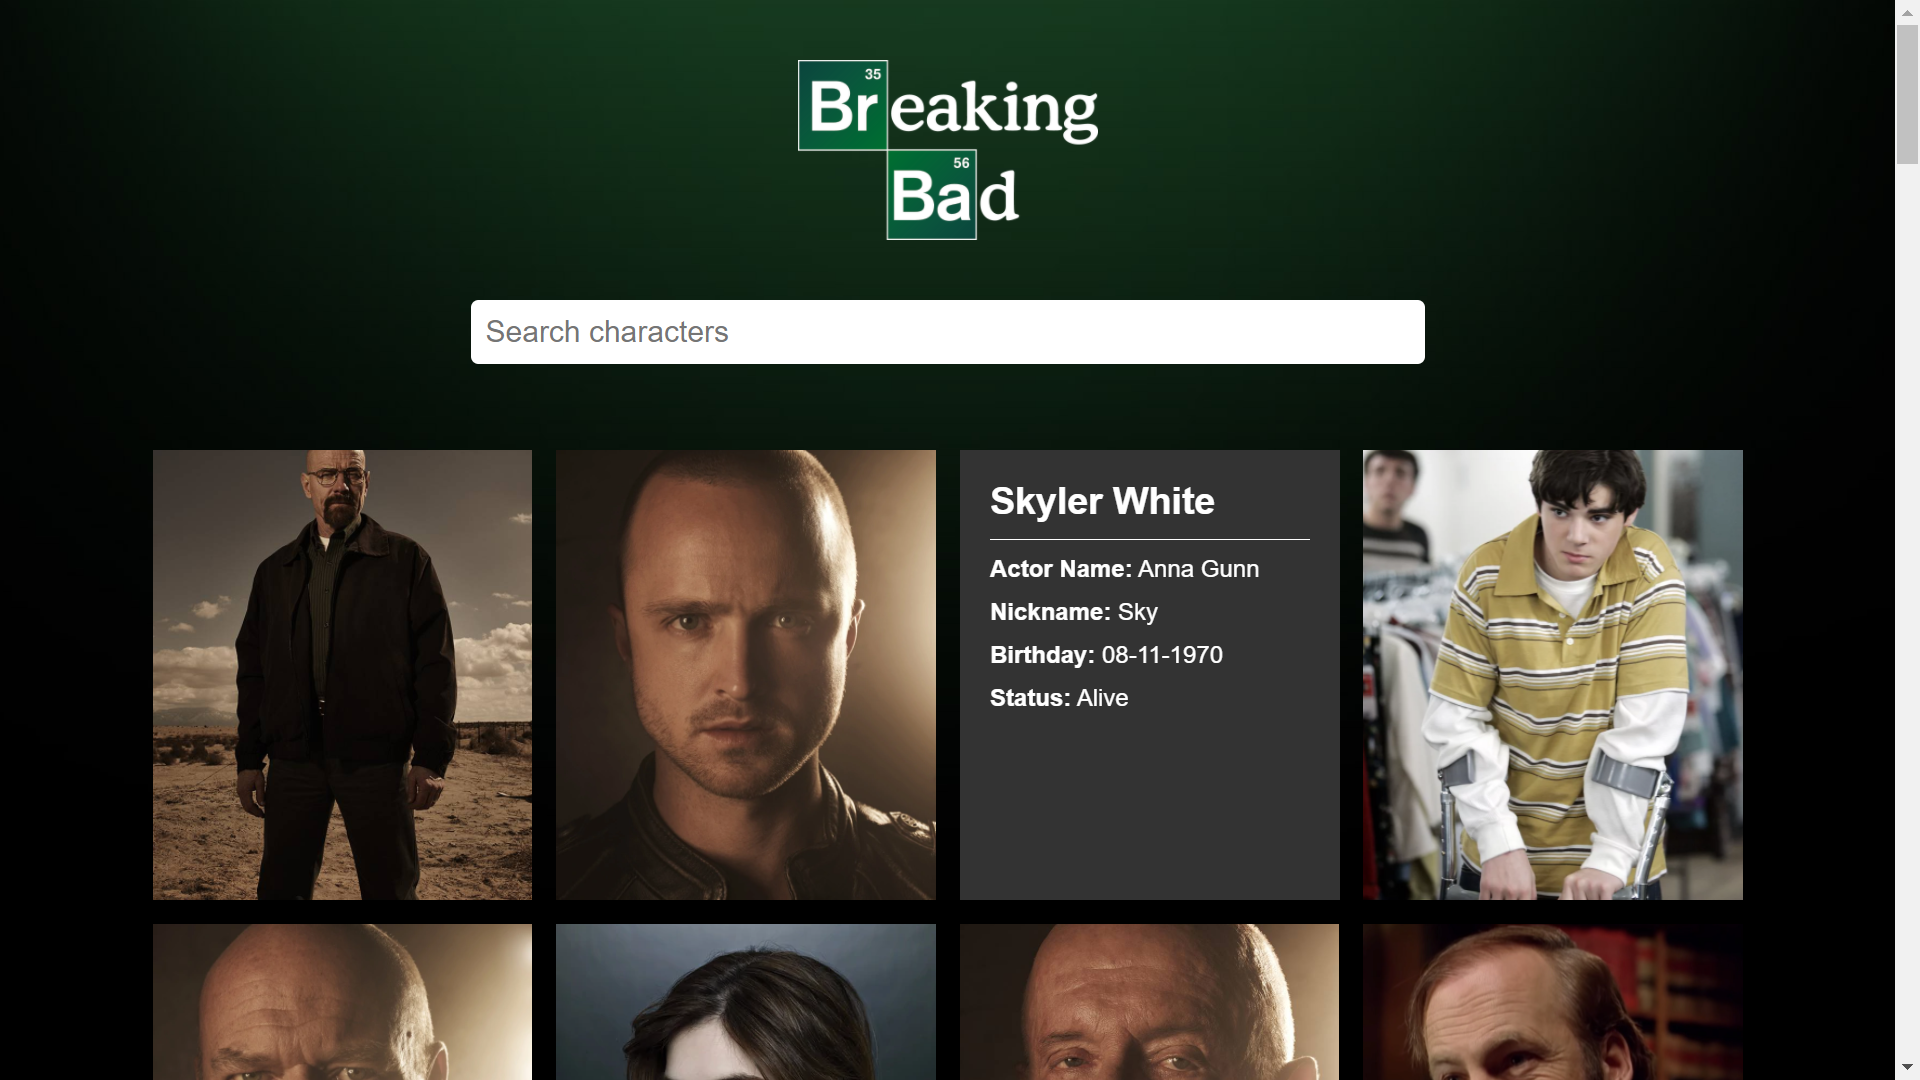 35
Breaking
56
Bad
Search characters
Skyler White
Actor Name: Anna Gunn
Nickname: Sky
Birthday: 08-11-1970
Status: Alive